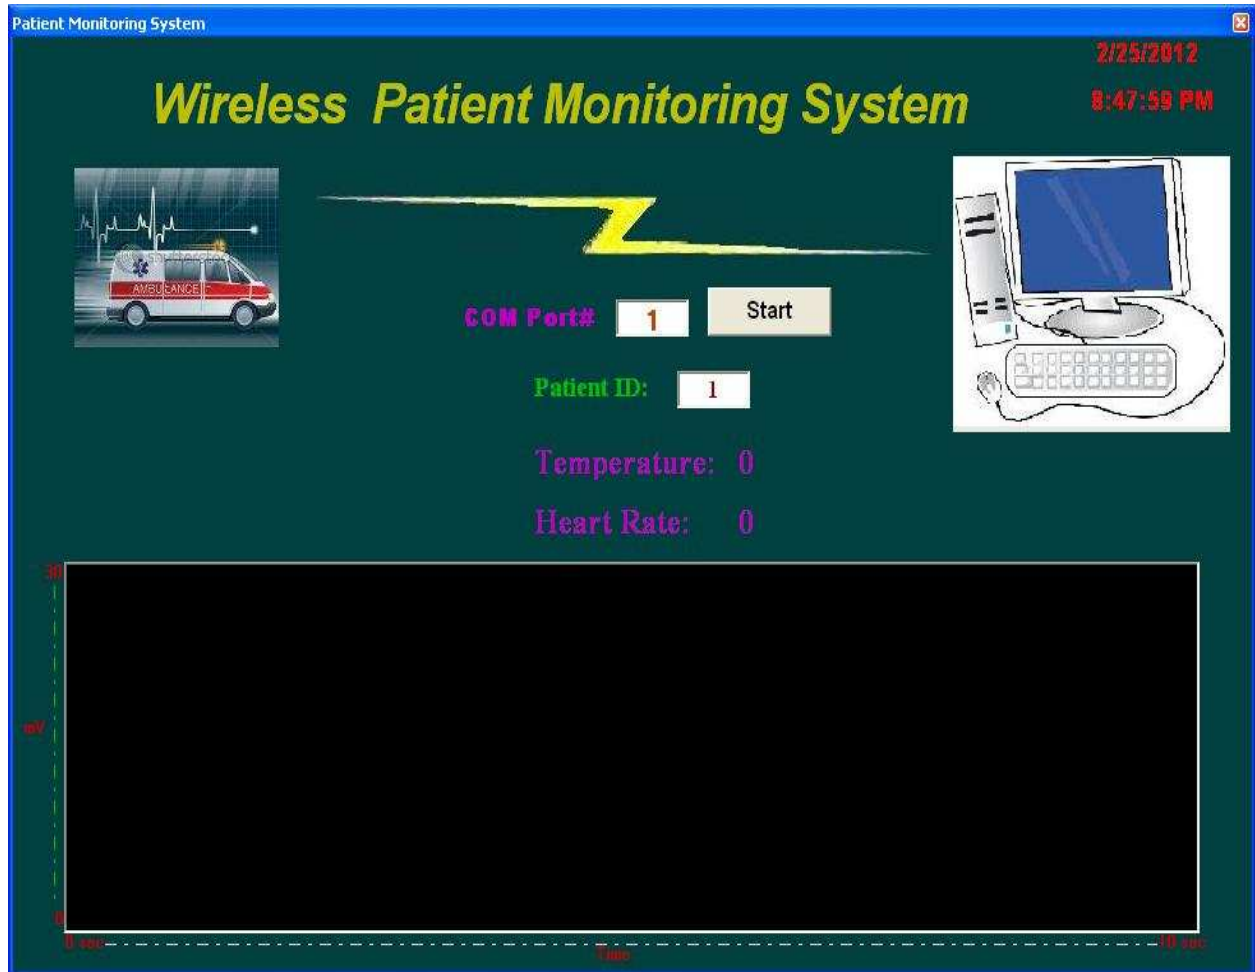 Patient Monitoring System
2/25/2012
Wireless Patient Monitoring System
8:47:59 PM
AMBULANCE
COM Port# 1 Start
Patient ID: 1
Temperature: 0
Heart Rate: 0
30
mV
0
0 sec 10 sec
Time